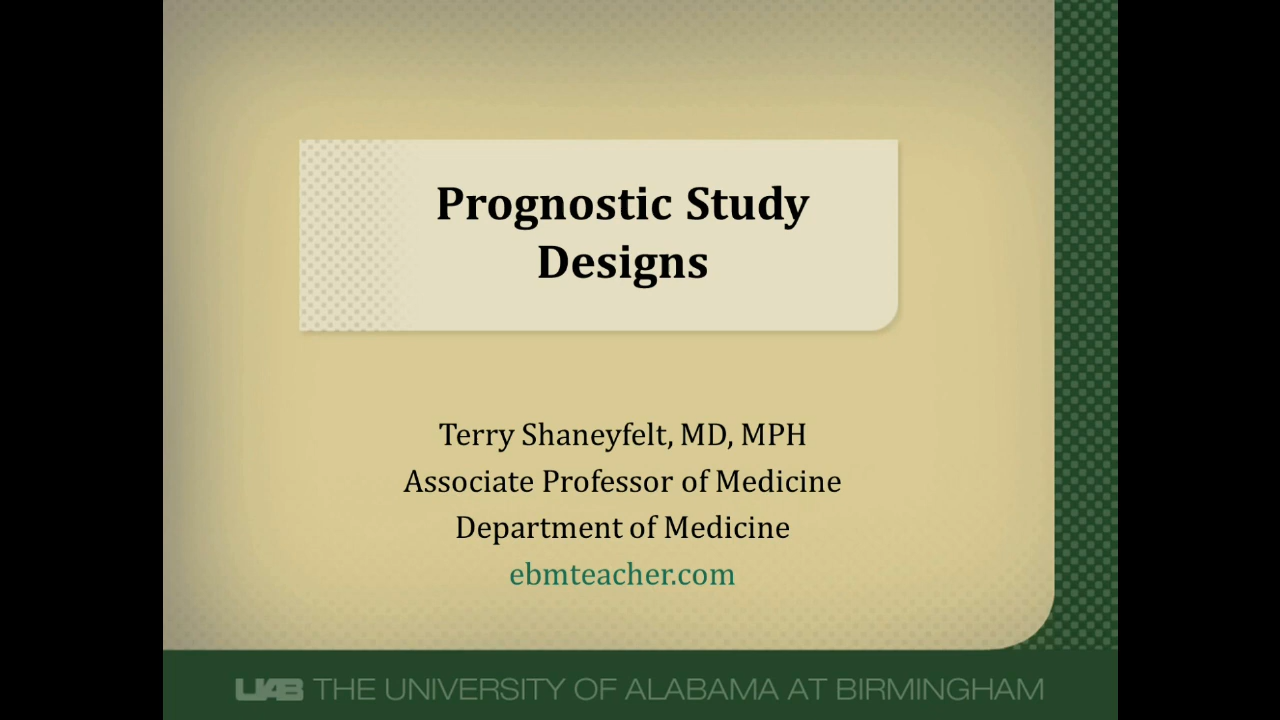 Prognostic Study
Designs
Terry Shaneyfelt, MD, MPH
Associate Professor of Medicine
Department of Medicine
ebmteacher.com
UAB THE UNIVERSITY OF ALABAMA AT BIRMINGHAM